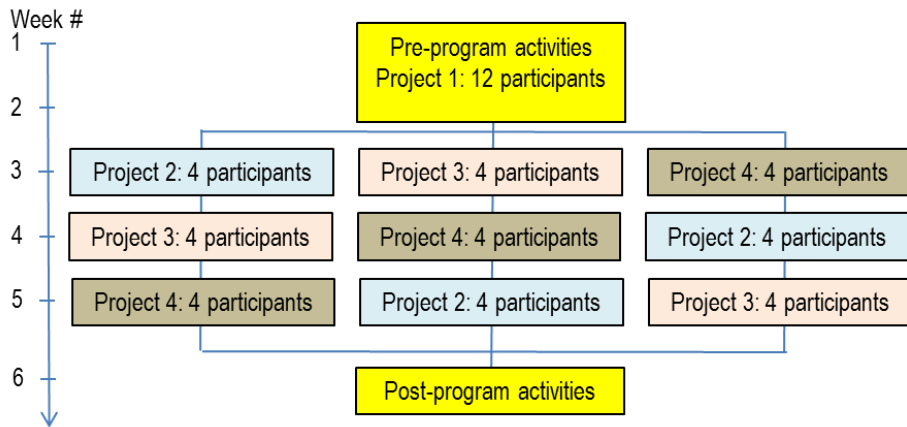 Week #
1
Pre-program activities
Project 1: 12 participants
2
3
Project 2: 4 participants
Project 3: 4 participants
Project 4: 4 participants
4
Project 3: 4 participants
Project 4: 4 participants
Project 2: 4 participants
5
Project 4: 4 participants
Project 2: 4 participants
Project 3: 4 participants
6
Post-program activities